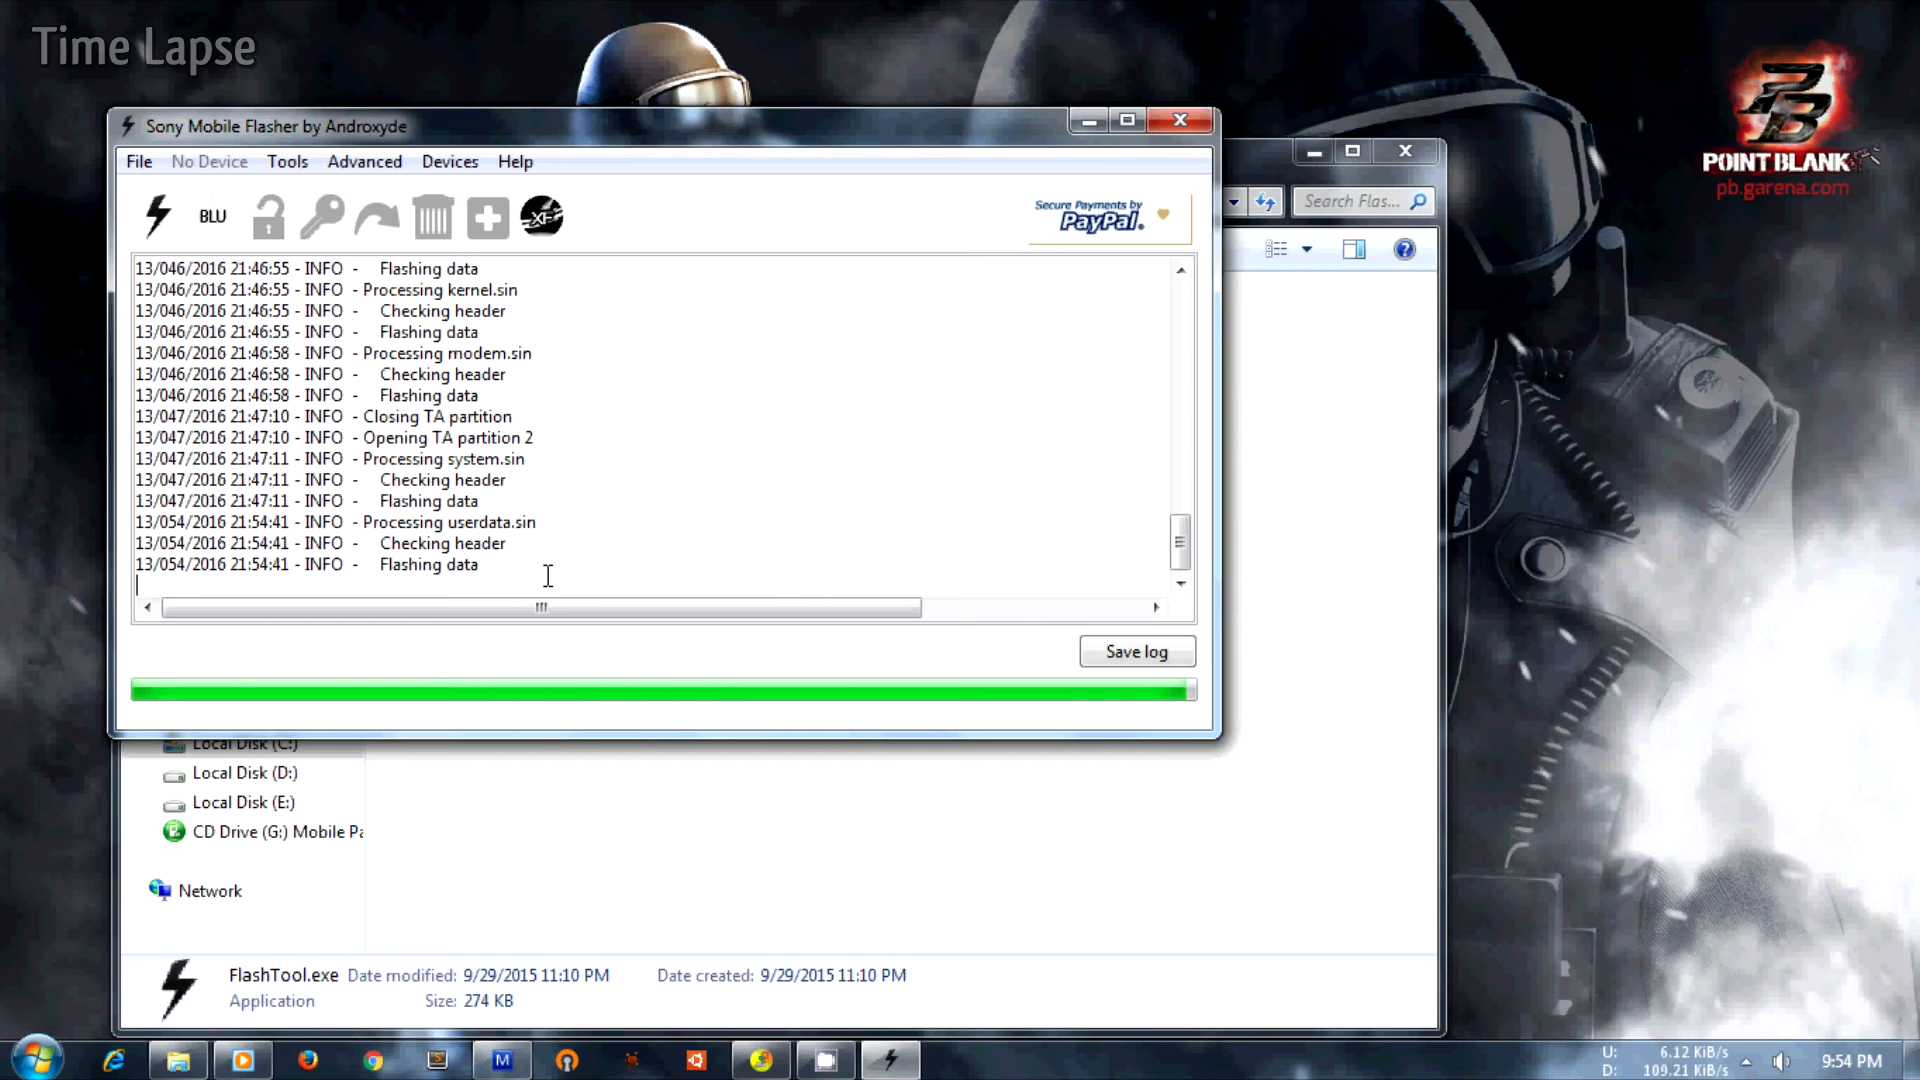 Time Lapse
POINT BLANK
pb.garena.com
Sony Mobile Flasher by Androxyde
File No Device Tools Advanced Devices Help
BLU
XF
Secure Payments by
PayPal.
Search Flas...
13/046/2016 21:46:55 - INFO - Flashing data
13/046/2016 21:46:55 - INFO - Processing kernel.sin
13/046/2016 21:46:55 - INFO - Checking header
13/046/2016 21:46:55 - INFO - Flashing data
13/046/2016 21:46:58 - INFO - Processing modem.sin
13/046/2016 21:46:58 - INFO - Checking header
13/046/2016 21:46:58 - INFO - Flashing data
13/047/2016 21:47:10 - INFO - Closing TA partition
13/047/2016 21:47:10 - INFO - Opening TA partition 2
13/047/2016 21:47:11 - INFO - Processing system.sin
13/047/2016 21:47:11 - INFO - Checking header
13/047/2016 21:47:11 - INFO - Flashing data
13/054/2016 21:54:41 - INFO - Processing userdata.sin
13/054/2016 21:54:41 - INFO - Checking header
13/054/2016 21:54:41 - INFO - Flashing data
Save log
Local Disk (C:)
Local Disk (D:)
Local Disk (E:)
CD Drive (G:) Mobile Pa
Network
FlashTool.exe Date modified: 9/29/2015 11:10 PM Date created: 9/29/2015 11:10 PM
Application Size: 274 KB
U: 6.12 KiB/s
D: 109.21 KiB/s
9:54 PM